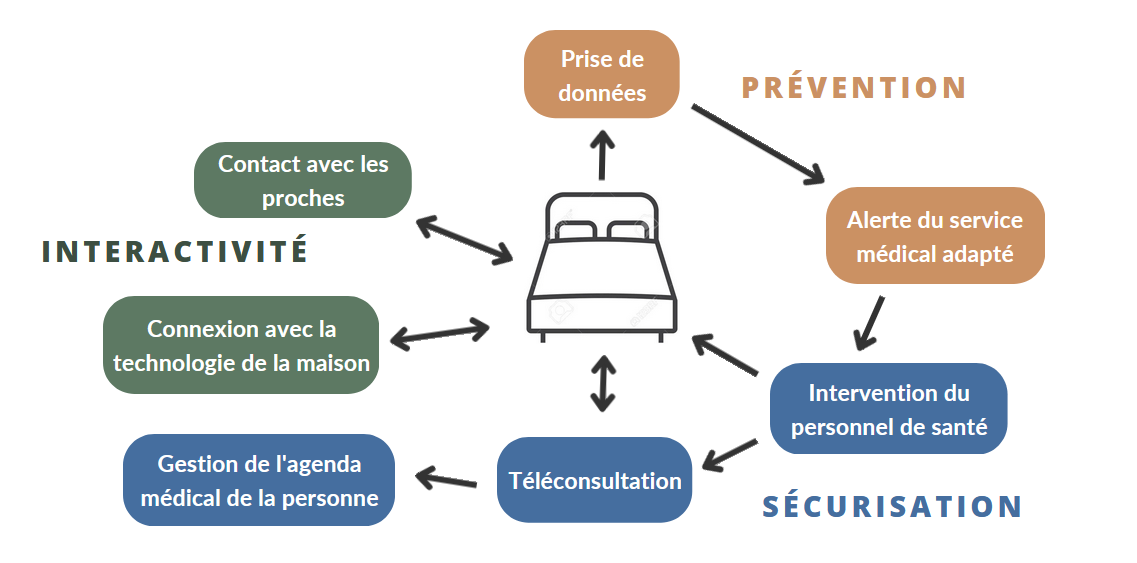 Prise de
données
PRÉVENTION
Contact avec les
proches
Alerte du service
médical adapté
INTERACTIVITÉ
Connexion avec la
technologie de la maison
Intervention du
personnel de santé
Gestion de l'agenda
médical de la personne
Téléconsultation
SÉCURISATION